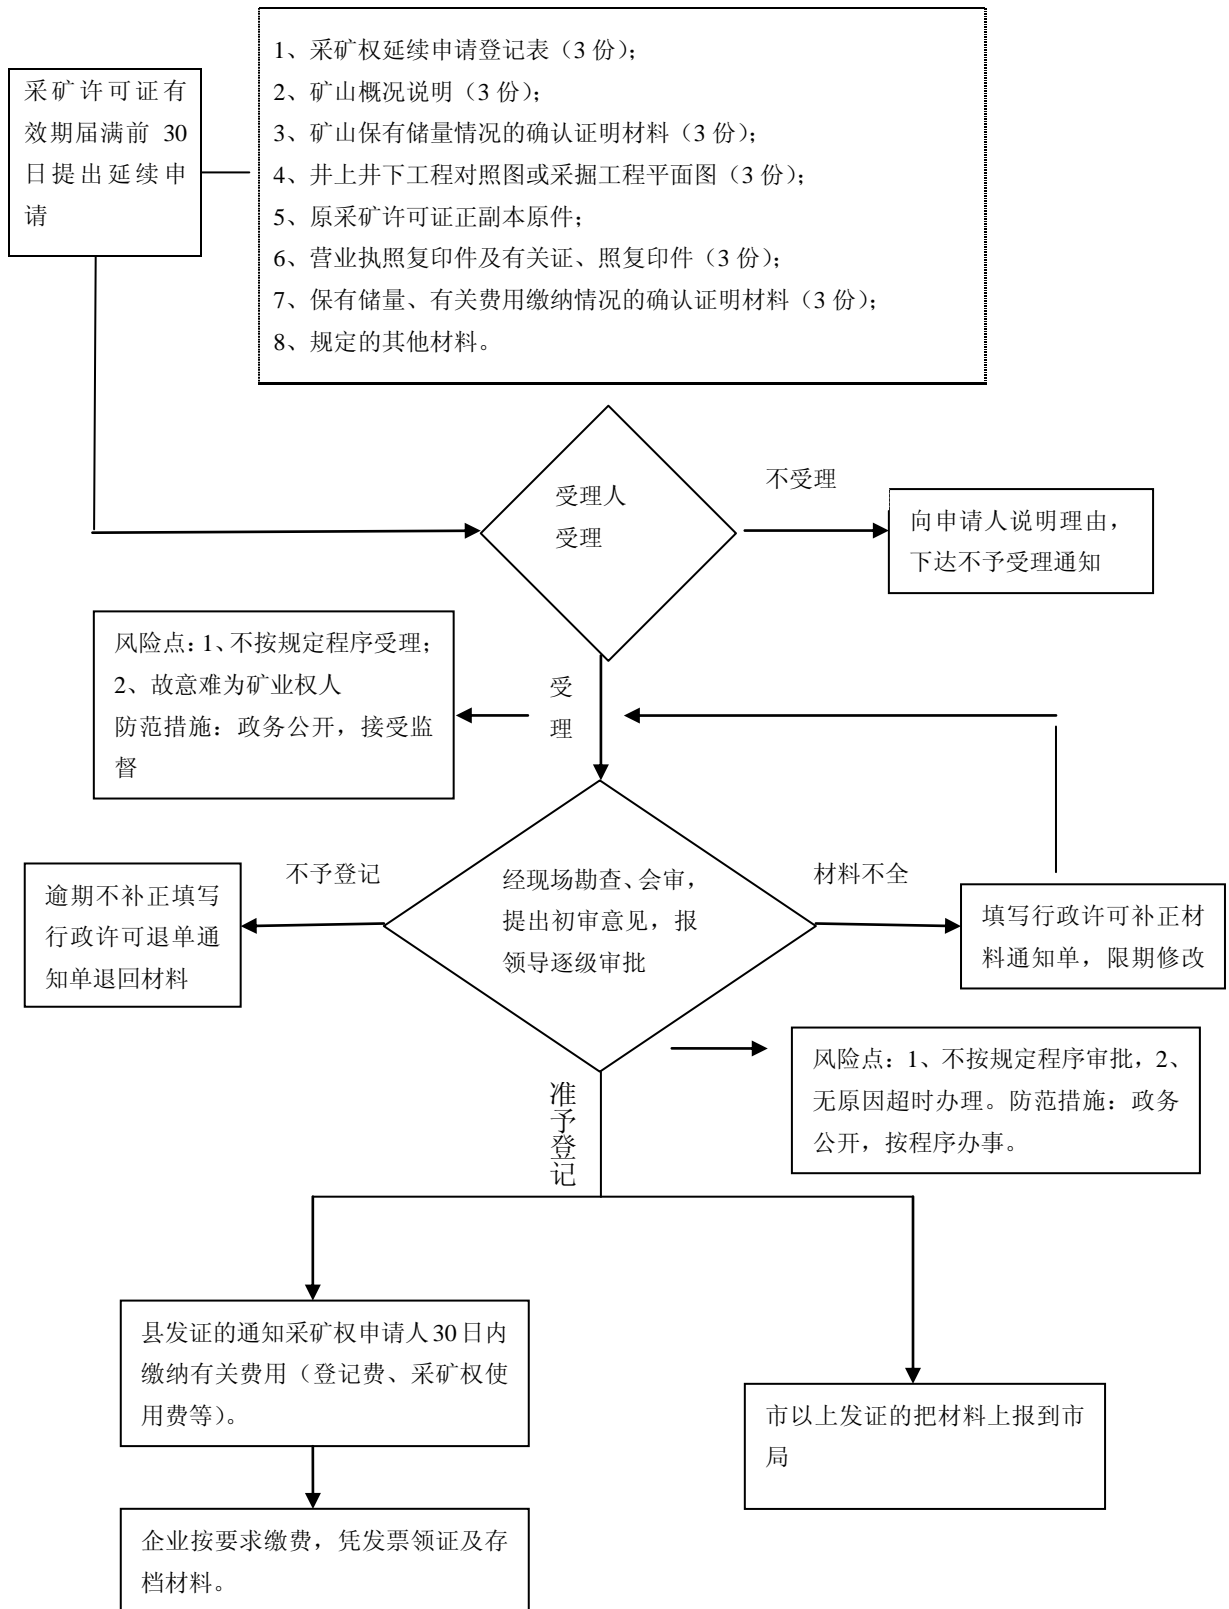 采矿许可证有
效期届满前 30
日提出延续申
请
1、采矿权延续申请登记表（3 份）；
2、矿山概况说明（3 份）；
3、矿山保有储量情况的确认证明材料（3 份）；
4、井上井下工程对照图或采掘工程平面图（3 份）；
5、原采矿许可证正副本原件；
6、营业执照复印件及有关证、照复印件（3 份）；
7、保有储量、有关费用缴纳情况的确认证明材料（3 份）；
8、规定的其他材料。
受理人
受理
不受理
向申请人说明理由，
下达不予受理通知
风险点：1、不按规定程序受理；
2、故意难为矿业权人
防范措施：政务公开，接受监
督
受
理
不予登记
逾期不补正填写
行政许可退单通
知单退回材料
经现场勘查、会审，
提出初审意见，报
领导逐级审批
材料不全
填写行政许可补正材
料通知单，限期修改
风险点：1、不按规定程序审批，2、
无原因超时办理。防范措施：政务
公开，按程序办事。
准
予
登
记
县发证的通知采矿权申请人 30 日内
缴纳有关费用（登记费、采矿权使
用费等）。
市以上发证的把材料上报到市
局
企业按要求缴费，凭发票领证及存
档材料。